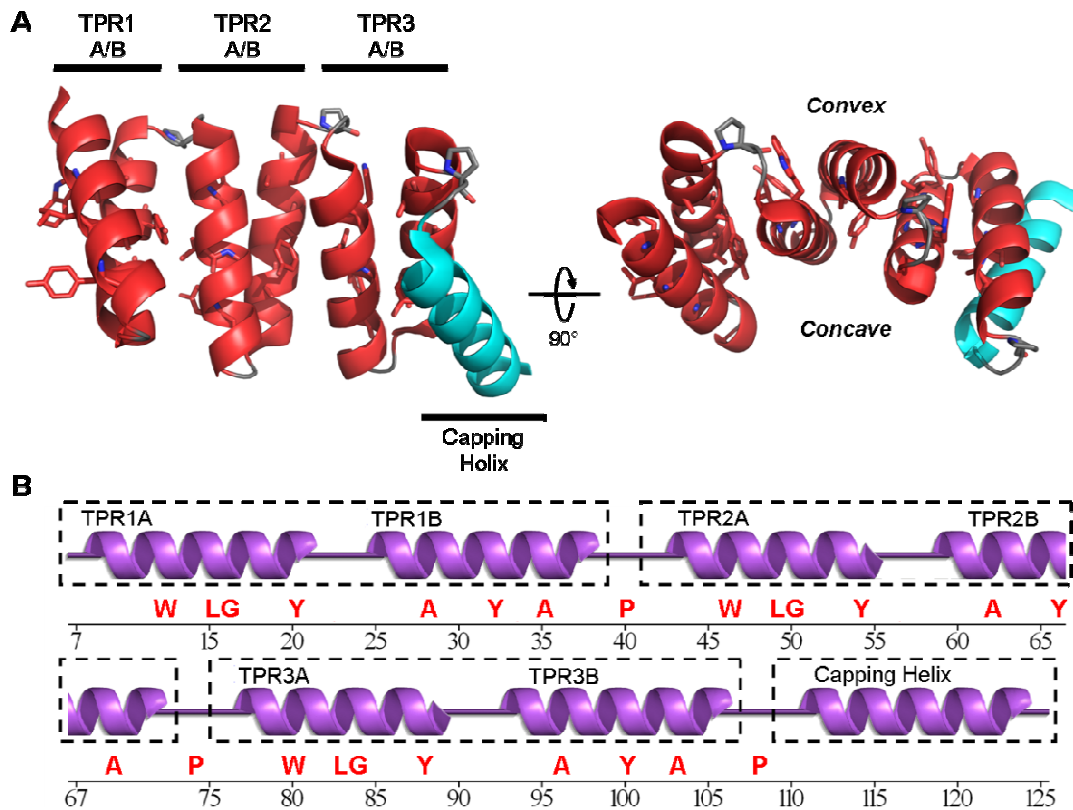 A
TPR1 TPR2 TPR3
A/B A/B A/B
Convex
90°
Concave
Capping
Holix
B
TPR1A TPR1B TPR2A TPR2B
W LG Y A Y A P W LG Y A Y
7 15 20 25 30 35 40 45 50 55 60 65
TPR3A TPR3B Capping Helix
A P W LG Y A Y A P
67 75 80 85 90 95 100 105 110 115 120 125